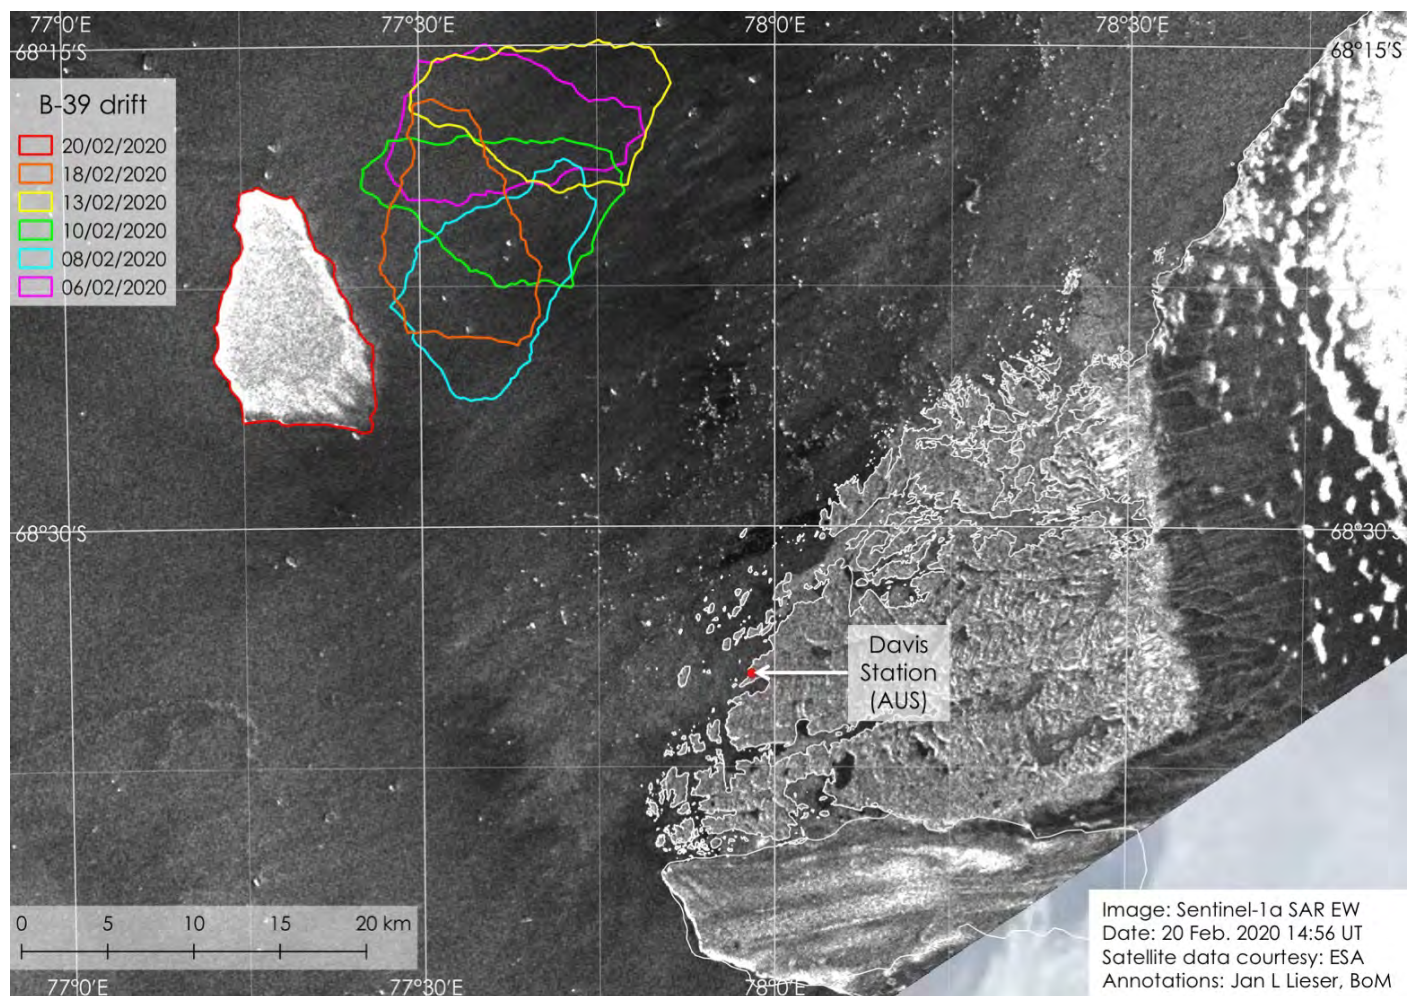 77°0′E
77°30′E
78°0′E
78°30′E
68°15′S
68°15′S
B-39 drift
20/02/2020
18/02/2020
13/02/2020
10/02/2020
08/02/2020
06/02/2020
68°30′S
68°30′S
Davis
Station
(AUS)
0 5 10 15 20 km
Image: Sentinel-1a SAR EW
Date: 20 Feb. 2020 14:56 UT
Satellite data courtesy: ESA
Annotations: Jan L Lieser, BoM
77°0′E
77°30′E
78°0′E